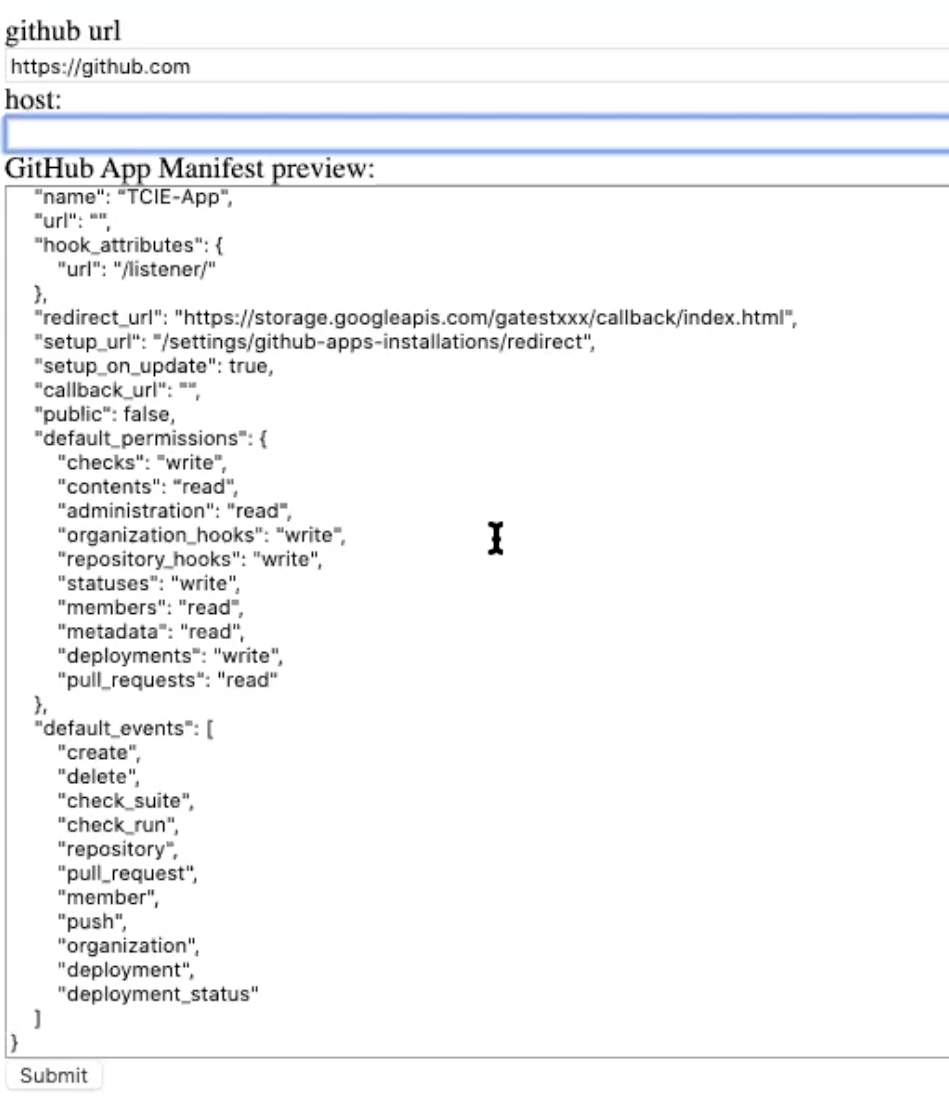 github url
https://github.com
host:
GitHub App Manifest preview:
"name": "TCIE-App",
"url": "",
"hook_attributes": {
"url": "/listener/"
},
"redirect_url": "https://storage.googleapis.com/gatestxxx/callback/index.html",
"setup_url": "/settings/github-apps-installations/redirect",
"setup_on_update": true,
"callback_url": "",
"public": false,
"default_permissions": {
"checks": "write",
"contents": "read",
"administration": "read",
"organization_hooks": "write",
"repository_hooks": "write",
"statuses": "write",
"members": "read",
"metadata": "read",
"deployments": "write",
"pull_requests": "read"
},
"default_events": [
"create",
"delete",
"check_suite",
"check_run",
"repository",
"pull_request",
"member",
"push",
"organization",
"deployment",
"deployment_status"
]
}
Submit